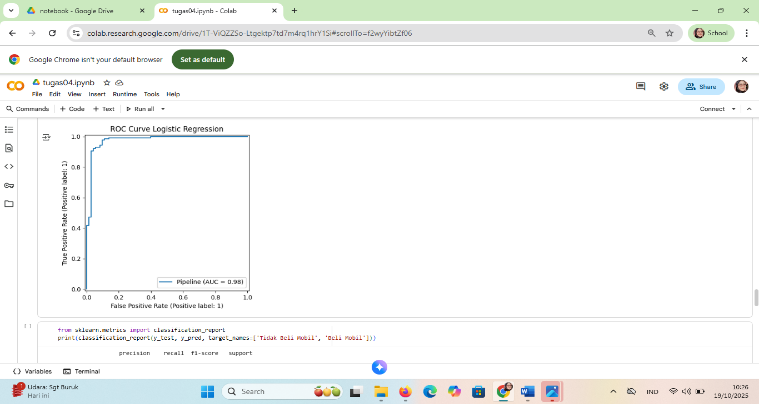 notebook - Google Drive
tugas04.ipynb - Colab
colab.research.google.com/drive/1T-ViQZZSo-Ltgektp7td7m4rq1hrY1Si#scrollTo=f2wyYibtZf06
School
Google Chrome isn't your default browser
Set as default
tugas04.ipynb
File Edit View Insert Runtime Tools Help
Share
Commands + Code + Text Run all
Connect
ROC Curve Logistic Regression
True Positive Rate (Positive label: 1)
1.0
0.8
0.6
0.4
0.2
0.0
Pipeline (AUC = 0.98)
0.0 0.2 0.4 0.6 0.8 1.0
False Positive Rate (Positive label: 1)
[ ]
from sklearn.metrics import classification_report
print(classification_report(y_test, y_pred, target_names=['Tidak Beli Mobil', 'Beli Mobil']))
precision recall f1-score support
Variables Terminal
Udara: Sgt Buruk
Hari ini
Search
IND
10:26
19/10/2025